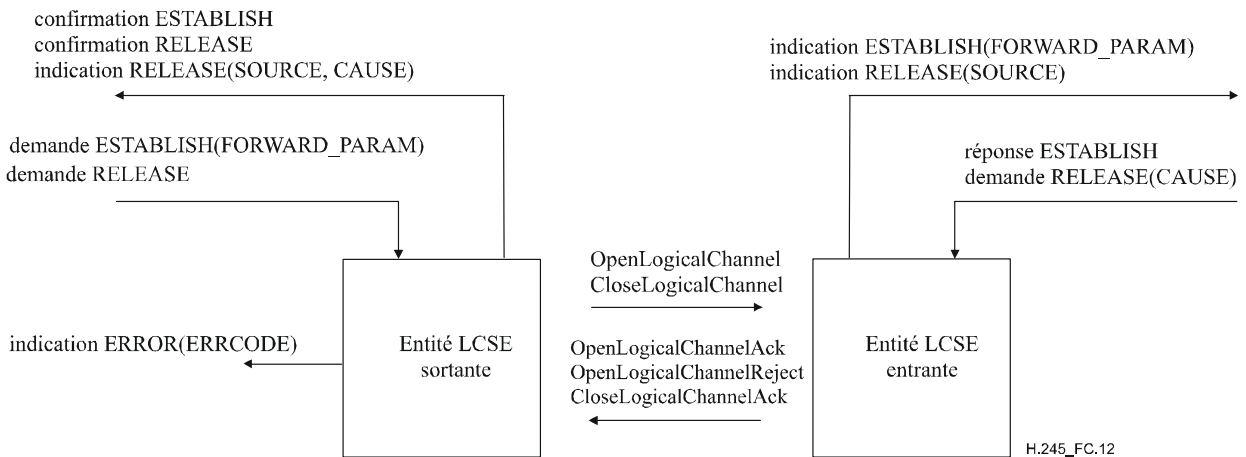 confirmation ESTABLISH
confirmation RELEASE
indication RELEASE(SOURCE, CAUSE)
demande ESTABLISH(FORWARD_PARAM)
demande RELEASE
indication ERROR(ERRCODE)
Entité LCSE
sortante
OpenLogicalChannel
CloseLogicalChannel
OpenLogicalChannelAck
OpenLogicalChannelReject
CloseLogicalChannelAck
indication ESTABLISH(FORWARD_PARAM)
indication RELEASE(SOURCE)
réponse ESTABLISH
demande RELEASE(CAUSE)
Entité LCSE
entrante
H.245_FC.12